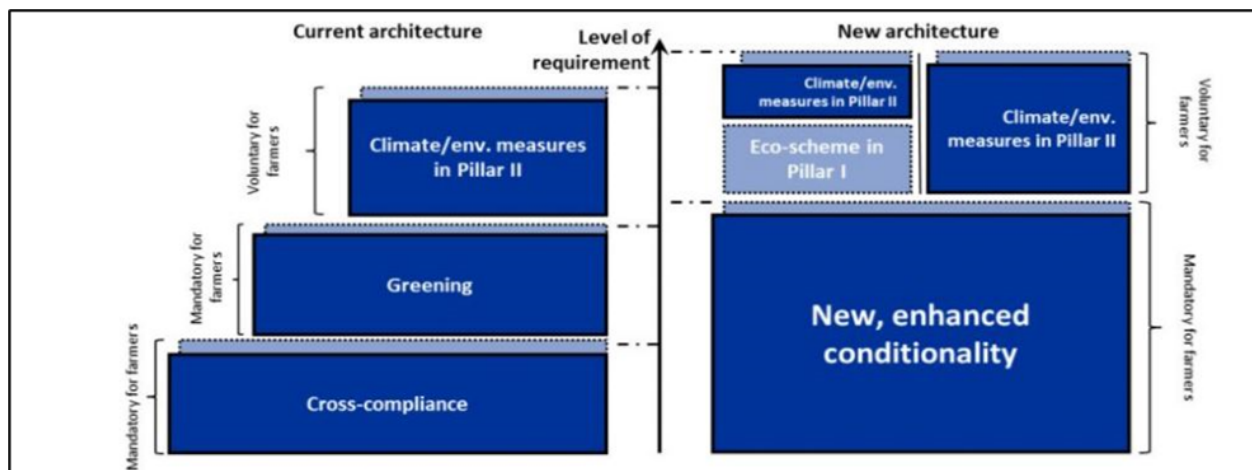 Current architecture
Level of
requirement
New architecture
Voluntary for
farmers
Climate/env. measures
in Pillar II
Mandatory for
farmers
Greening
Mandatory for farmers
Cross-compliance
Climate/env.
measures in Pillar II
Eco-scheme in
Pillar I
Climate/env.
measures in Pillar II
Voluntary for
farmers
New, enhanced
conditionality
Mandatory for farmers